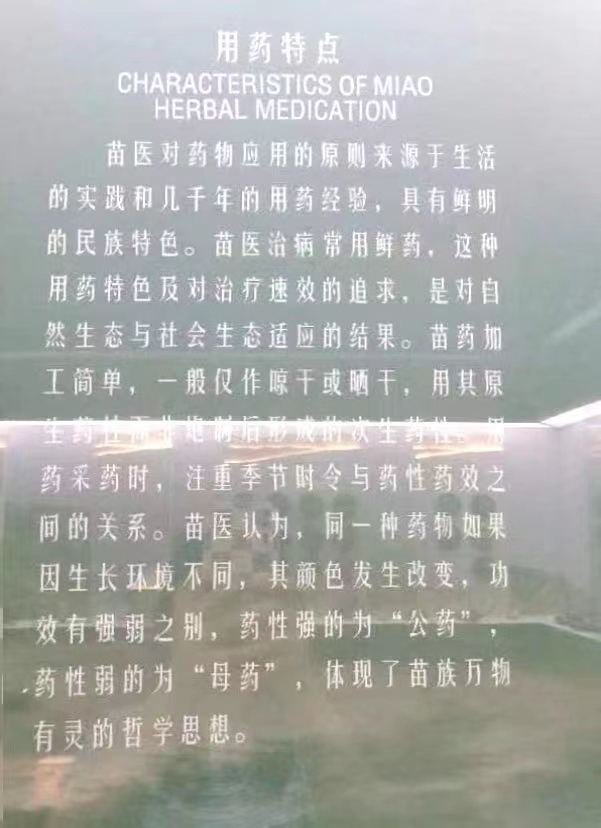 用药特点
CHARACTERISTICS OF MIAO
HERBAL MEDICATION
苗医对药物应用的原则来源于生活
的实践和几千年的用药经验，具有鲜明
的民族特色。苗医治病常用鲜药，这种
用药特色及对治疗速效的追求，是对自
然生态与社会生态适应的结果。苗药加
工简单，一般仅作晾干或晒干，用其原
生药性而非炮制后形成的次生药性。用
药采药时，注重季节时令与药性药效之
间的关系。苗医认为，同一种药物如果
因生长环境不同，其颜色发生改变，功
效有强弱之别，药性强的为“公药”，
药性弱的为“母药”，体现了苗族万物
有灵的哲学思想。